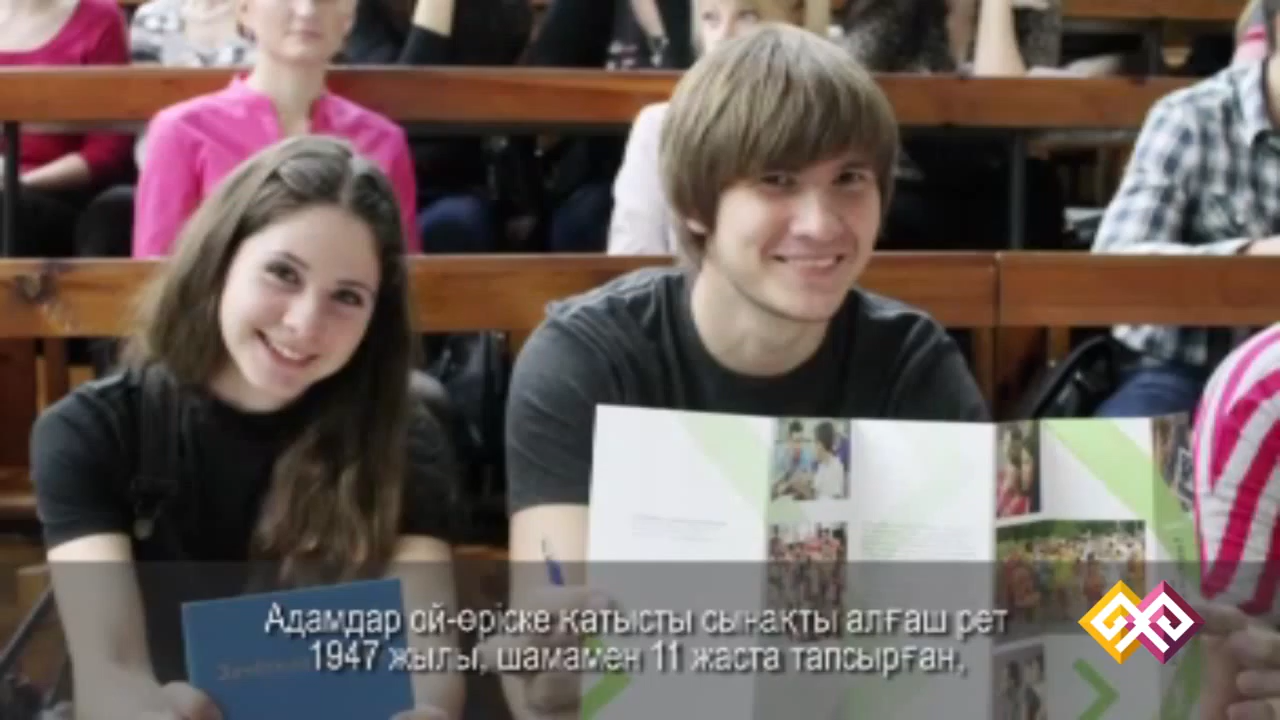 Адамдар ой-өріске қатысты сынақты алғаш рет
1947 жылы, шамамен 11 жаста тапсырған,